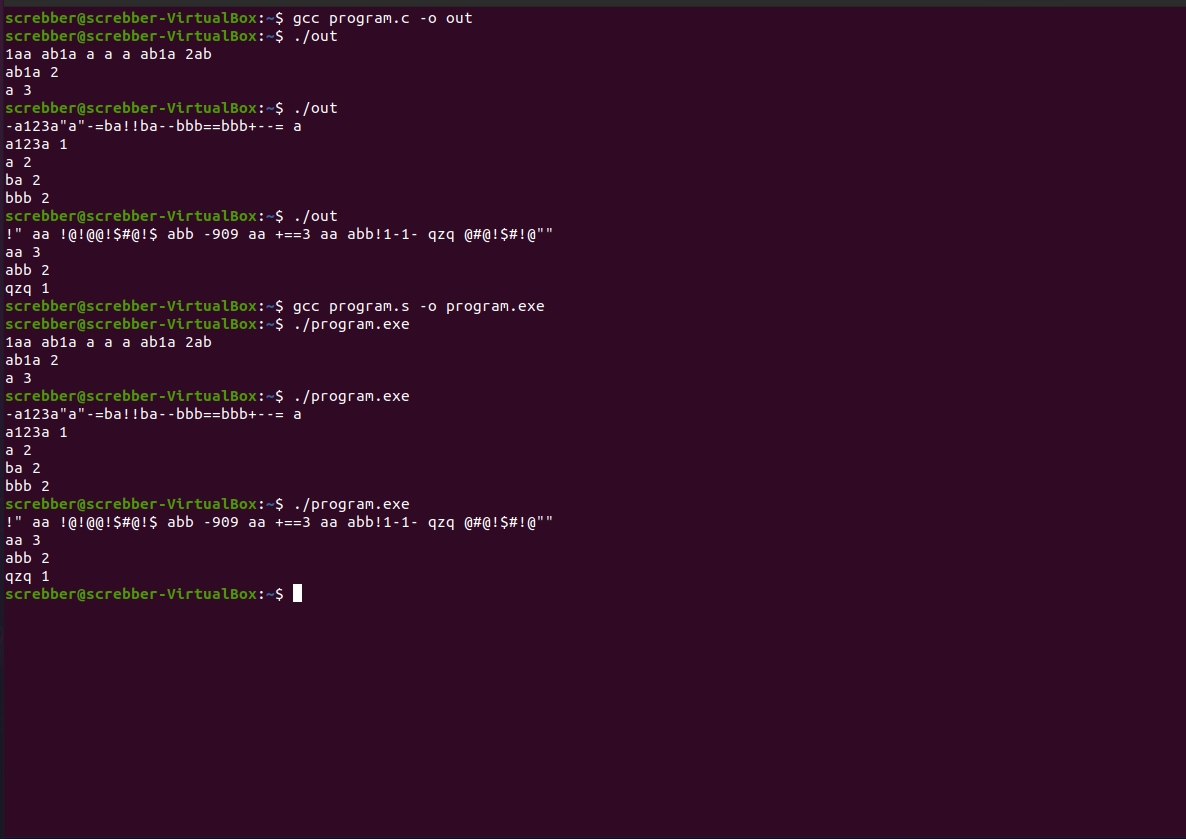 screbber@screbber-VirtualBox:~$ gcc program.c -o out
screbber@screbber-VirtualBox:~$ ./out
1aa ab1a a a a ab1a 2ab
ab1a 2
a 3
screbber@screbber-VirtualBox:~$ ./out
-a123a"a"-=ba!!ba--bbb==bbb+--= a
a123a 1
a 2
ba 2
bbb 2
screbber@screbber-VirtualBox:~$ ./out
!" aa !@!@@!$#@!$ abb -909 aa +==3 aa abb!1-1- qzq @#@!$#!@""
aa 3
abb 2
qzq 1
screbber@screbber-VirtualBox:~$ gcc program.s -o program.exe
screbber@screbber-VirtualBox:~$ ./program.exe
1aa ab1a a a a ab1a 2ab
ab1a 2
a 3
screbber@screbber-VirtualBox:~$ ./program.exe
-a123a"a"-=ba!!ba--bbb==bbb+--= a
a123a 1
a 2
ba 2
bbb 2
screbber@screbber-VirtualBox:~$ ./program.exe
!" aa !@!@@!$#@!$ abb -909 aa +==3 aa abb!1-1- qzq @#@!$#!@""
aa 3
abb 2
qzq 1
screbber@screbber-VirtualBox:~$